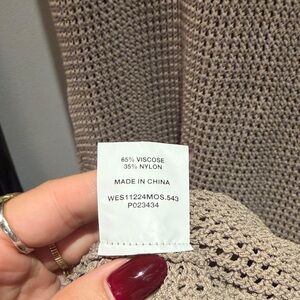 65% VISCOSE
35% NYLON
MADE IN CHINA
WES11224MOS.543
P023434